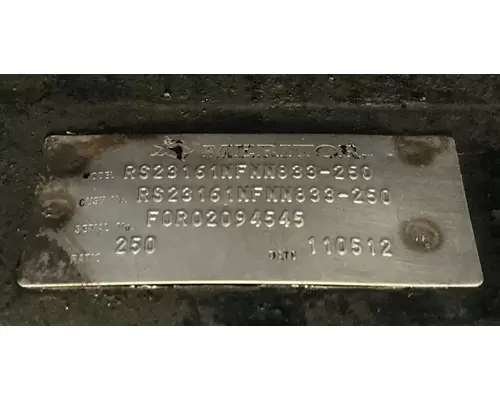 MERITOR
MODEL RS23161NFNN833-250
CUST NO. RS23161NFNN833-250
SERIAL NO. FOR02094545
RATIO 250 DATE 110512